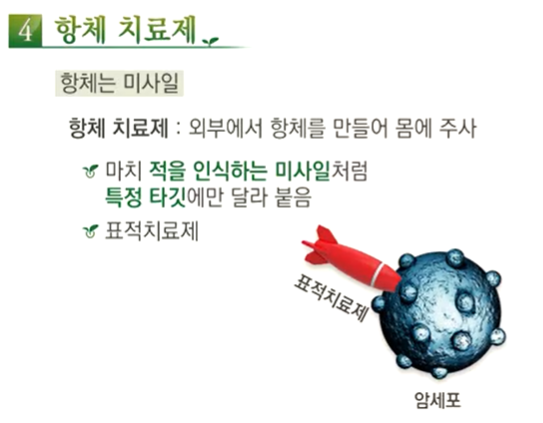 4 항체 치료제
항체는 미사일
항체 치료제 : 외부에서 항체를 만들어 몸에 주사
마치 적을 인식하는 미사일처럼
특정 타깃에만 달라 붙음
표적치료제
표적치료제
암세포